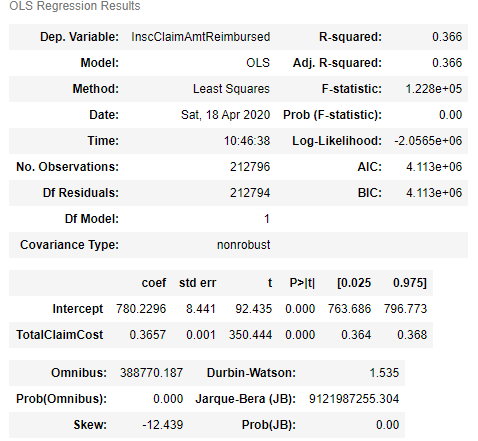 OLS Regression Results
Dep. Variable: InscClaimAmtReimbursed R-squared: 0.366
Model: OLS Adj. R-squared: 0.366
Method: Least Squares F-statistic: 1.228e+05
Date: Sat, 18 Apr 2020 Prob (F-statistic): 0.00
Time: 10:46:38 Log-Likelihood: -2.0565e+06
No. Observations: 212796 AIC: 4.113e+06
Df Residuals: 212794 BIC: 4.113e+06
Df Model: 1
Covariance Type: nonrobust
coef std err t P>|t| [0.025 0.975]
Intercept 780.2296 8.441 92.435 0.000 763.686 796.773
TotalClaimCost 0.3657 0.001 350.444 0.000 0.364 0.368
Omnibus: 388770.187 Durbin-Watson: 1.535
Prob(Omnibus): 0.000 Jarque-Bera (JB): 9121987255.304
Skew: -12.439 Prob(JB): 0.00